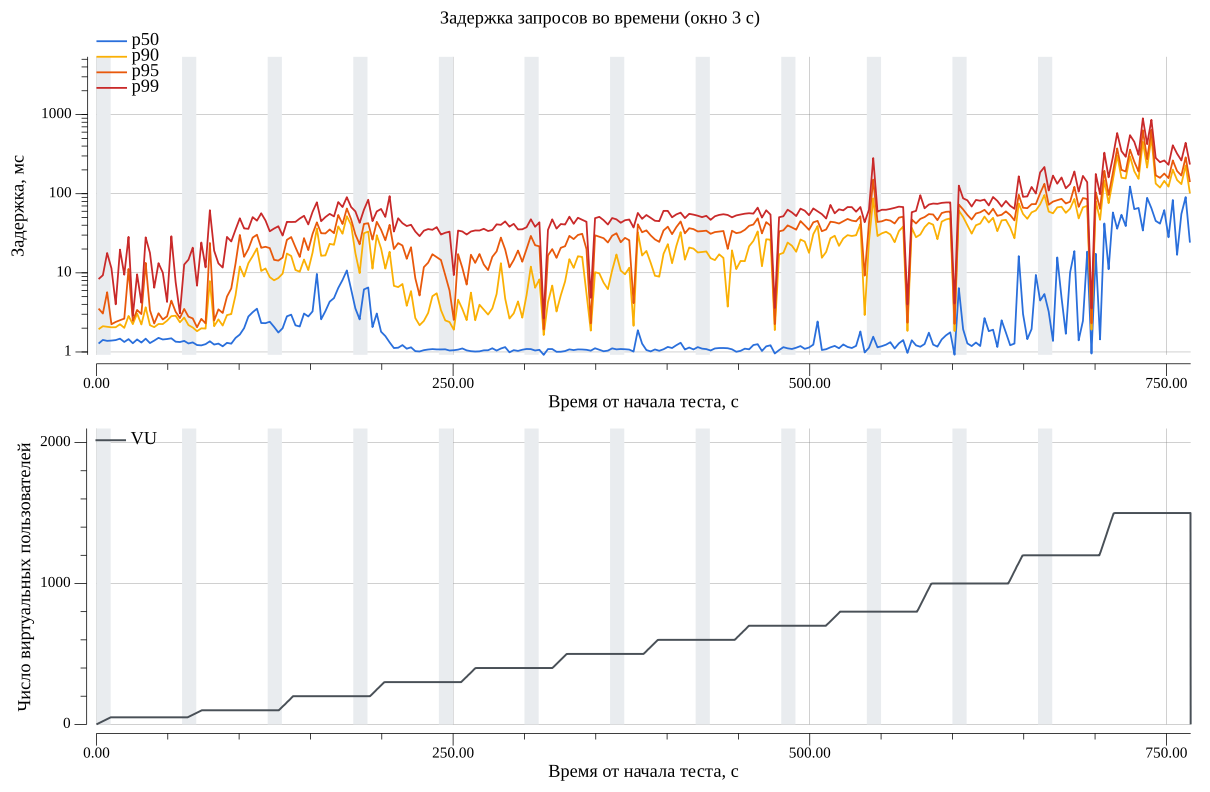 Задержка запросов во времени (окно 3 с)
p50
p90
p95
p99
1000
100
10
1
Задержка, мс
0.00
250.00
500.00
750.00
Время от начала теста, с
VU
2000
1000
0
Число виртуальных пользователей
0.00
250.00
500.00
750.00
Время от начала теста, с